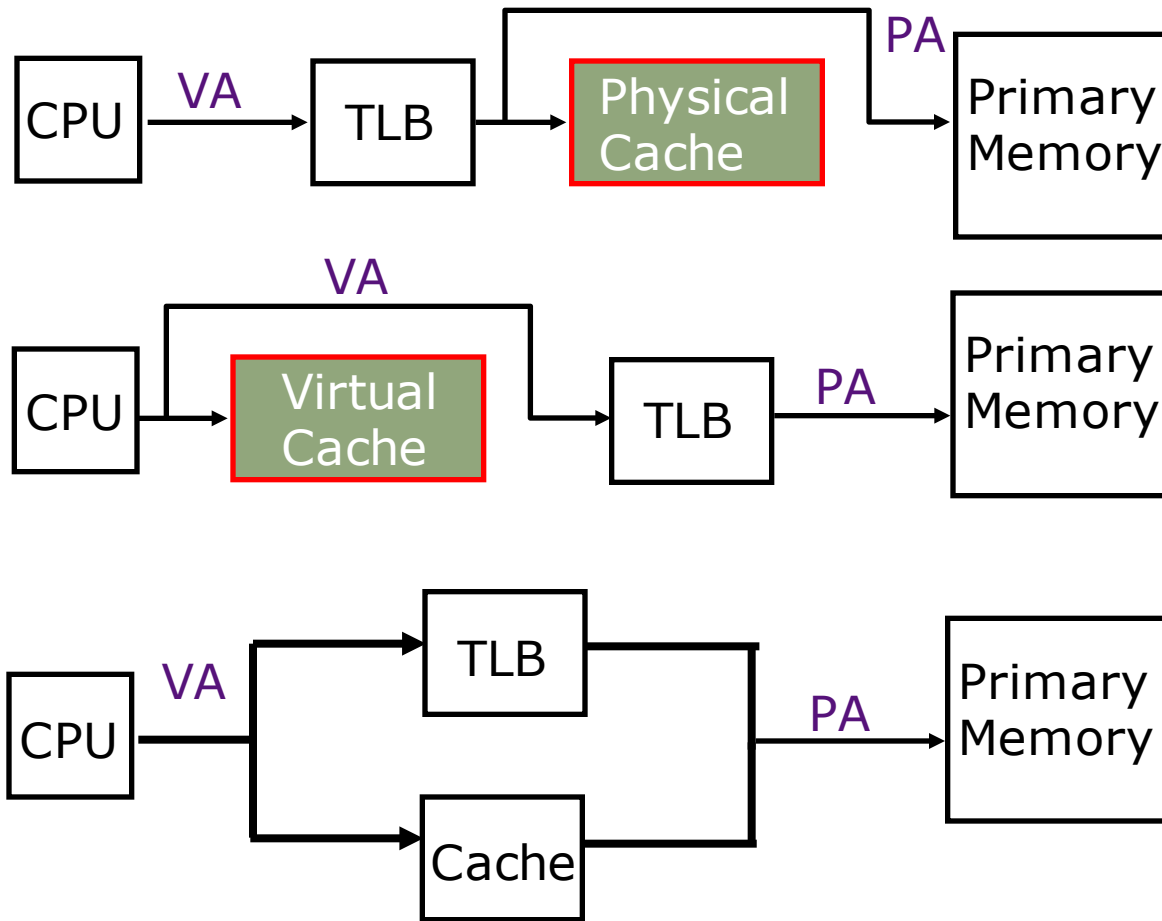 CPU
VA
TLB
Physical
Cache
PA
Primary
Memory
CPU
VA
Virtual
Cache
TLB
PA
Primary
Memory
CPU
VA
TLB
Cache
PA
Primary
Memory